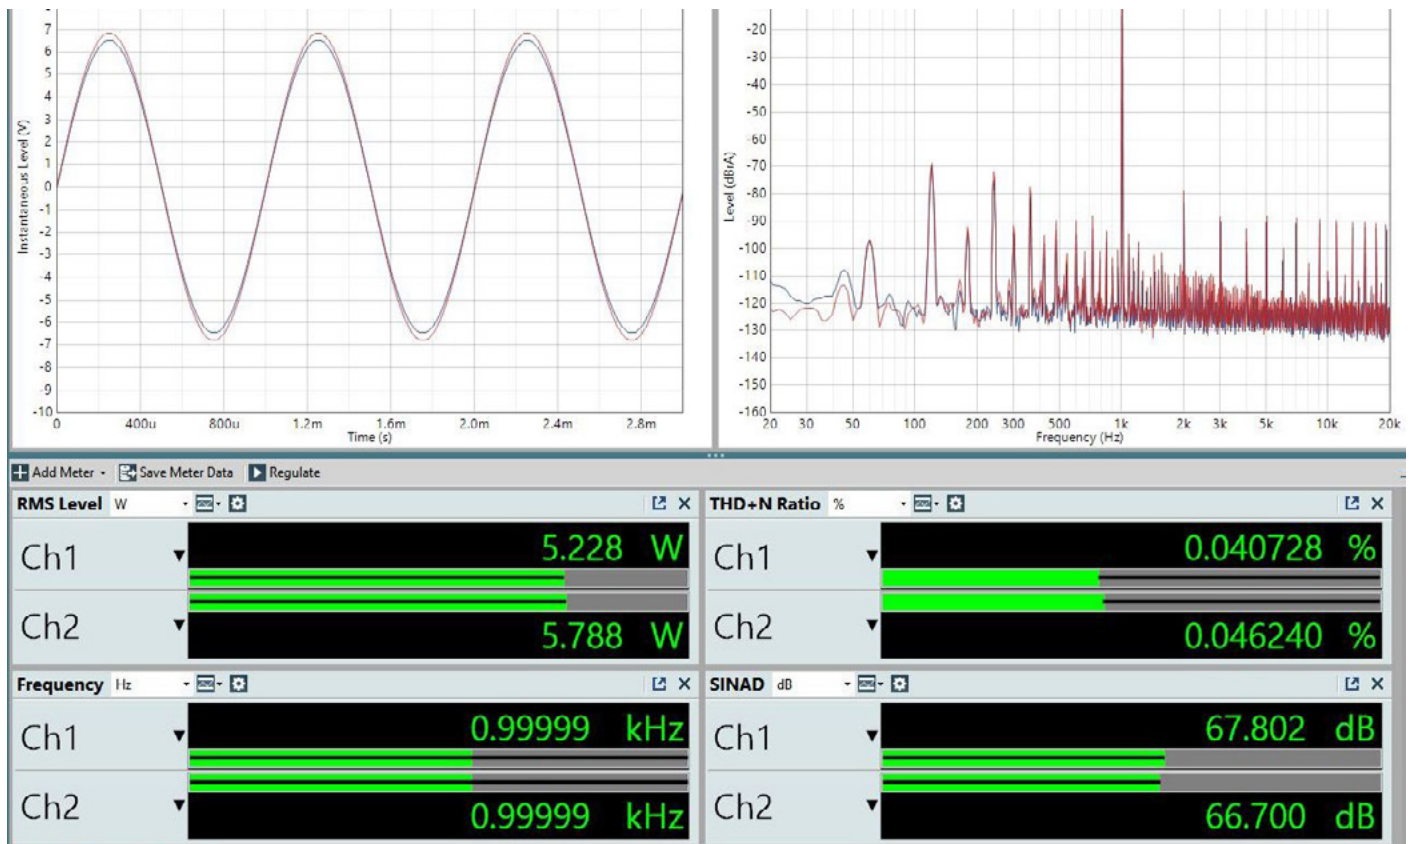 7
6
5
4
3
2
1
0
-1
-2
-3
-4
-5
-6
-7
-8
-9
-10
Instantaneous Level (V)
0 400u 800u 1.2m 1.6m 2.0m 2.4m 2.8m
Time (s)
-20
-30
-40
-50
-60
-70
-80
-90
-100
-110
-120
-130
-140
-150
-160
Level (dBrA)
20 30 50 100 200 300 500 1k 2k 3k 5k 10k 20k
Frequency (Hz)
Add Meter Save Meter Data Regulate
RMS Level W
Ch1 5.228 W
Ch2 5.788 W
THD+N Ratio %
Ch1 0.040728 %
Ch2 0.046240 %
Frequency Hz
Ch1 0.99999 kHz
Ch2 0.99999 kHz
SINAD dB
Ch1 67.802 dB
Ch2 66.700 dB